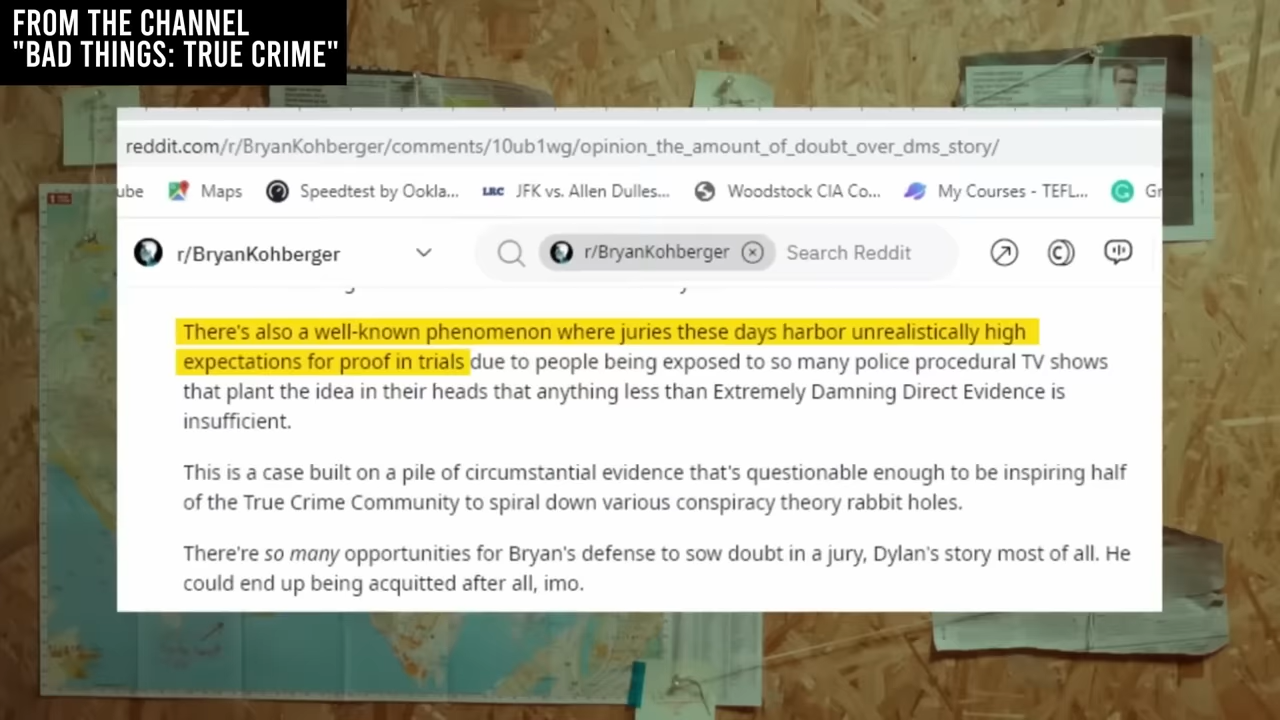 FROM THE CHANNEL
"BAD THINGS: TRUE CRIME"
reddit.com/r/BryanKohberger/comments/10ub1wg/opinion_the_amount_of_doubt_over_dms_story/
ube Maps Speedtest by Ookla... LRC JFK vs. Allen Dulles... Woodstock CIA Co... My Courses - TEFL... Gr
r/BryanKohberger r/BryanKohberger Search Reddit
There's also a well-known phenomenon where juries these days harbor unrealistically high
expectations for proof in trials due to people being exposed to so many police procedural TV shows
that plant the idea in their heads that anything less than Extremely Damning Direct Evidence is
insufficient.
This is a case built on a pile of circumstantial evidence that's questionable enough to be inspiring half
of the True Crime Community to spiral down various conspiracy theory rabbit holes.
There're so many opportunities for Bryan's defense to sow doubt in a jury, Dylan's story most of all. He
could end up being acquitted after all, imo.